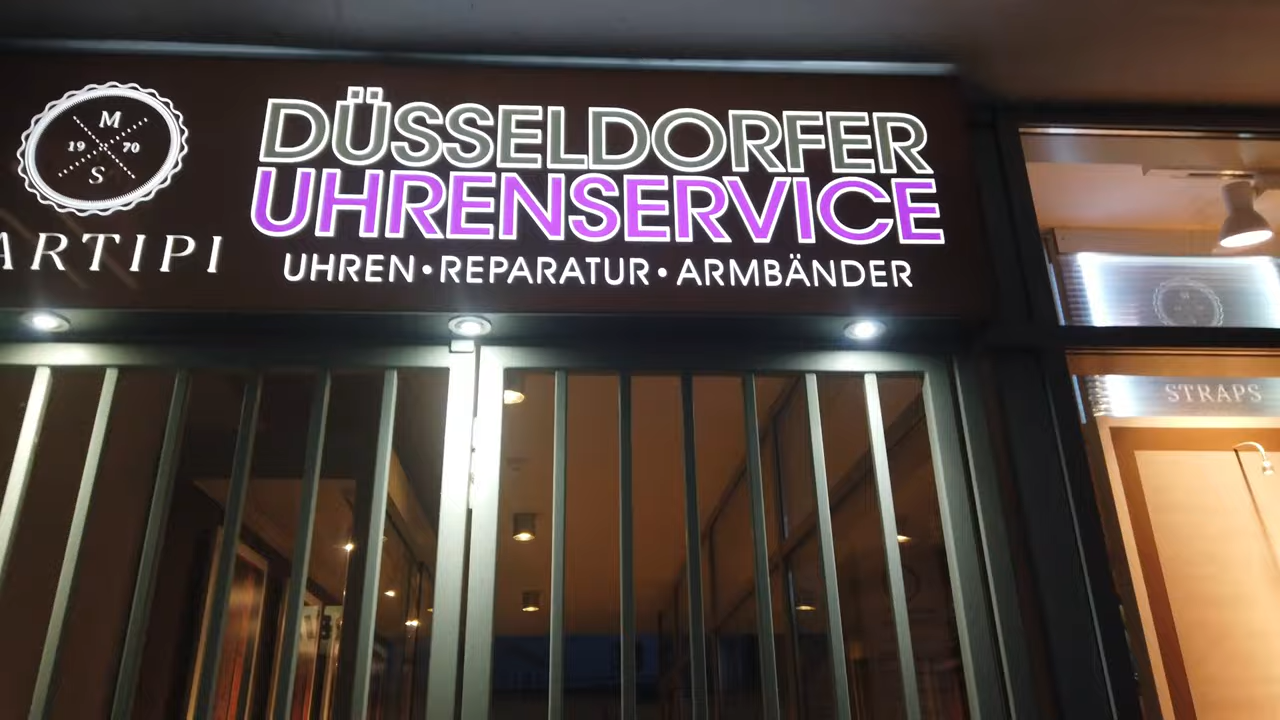 M
19 70
S
ARTIPI
DÜSSELDORFER
UHRENSERVICE
UHREN•REPARATUR•ARMBÄNDER
M
STRAPS